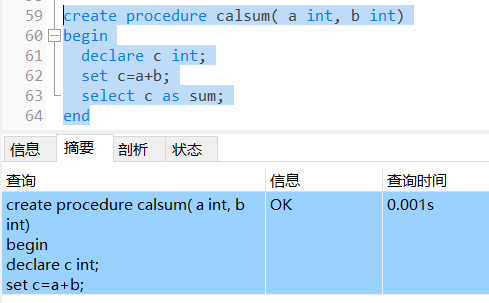 59 create procedure calsum( a int, b int)
60 begin
61 declare c int;
62 set c=a+b;
63 select c as sum;
64 end
信息 摘要 剖析 状态
查询 信息 查询时间
create procedure calsum( a int, b OK 0.001s
int)
begin
declare c int;
set c=a+b;